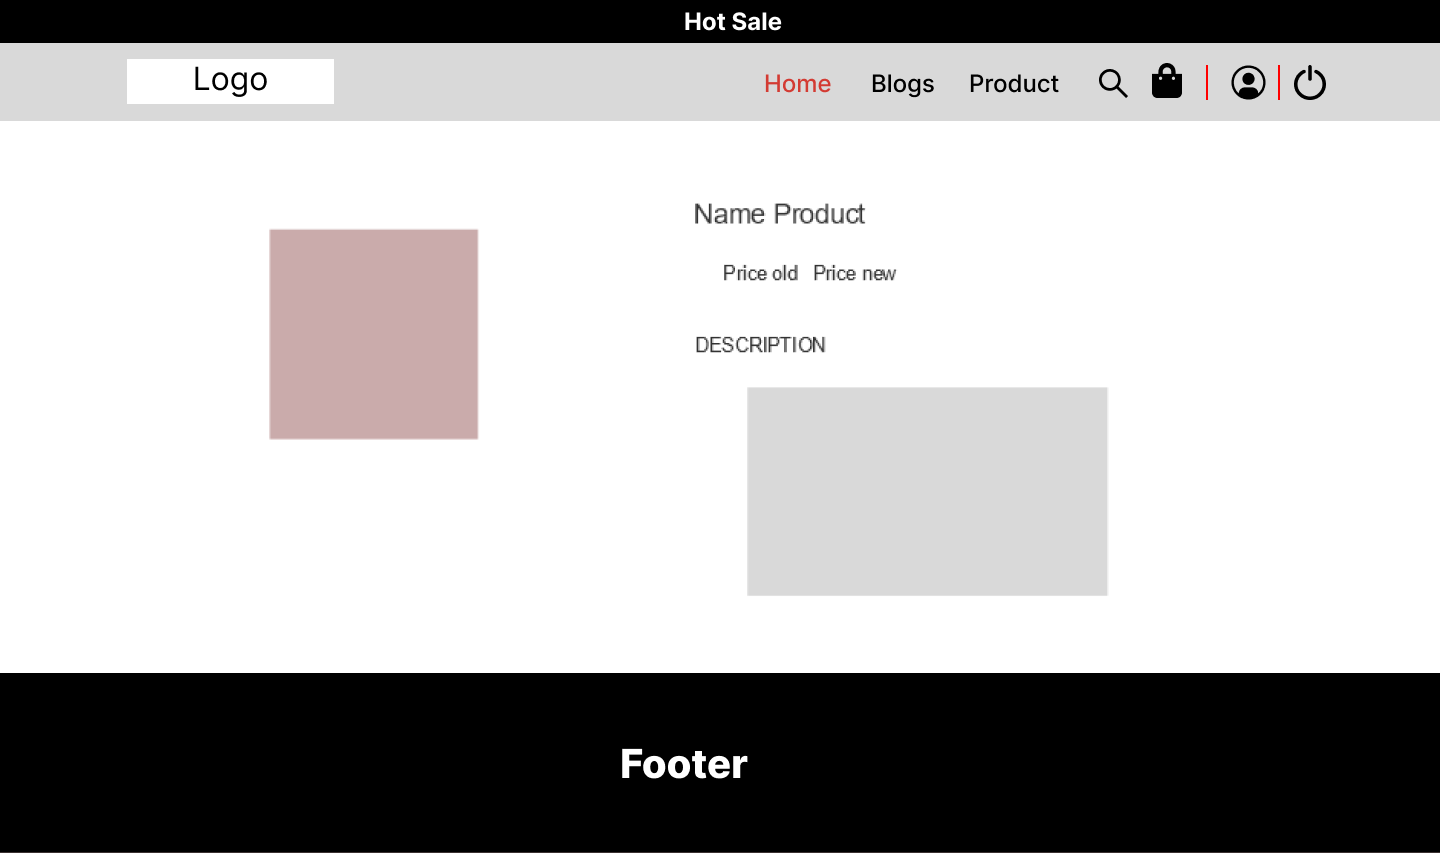 Hot Sale
Logo
Home Blogs Product
Name Product
Price old Price new
DESCRIPTION
Footer